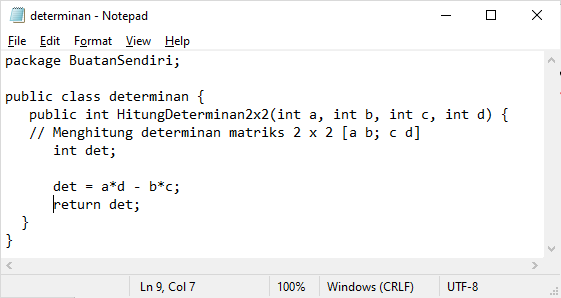 determinan - Notepad
File Edit Format View Help
package BuatanSendiri;
public class determinan {
public int HitungDeterminan2x2(int a, int b, int c, int d) {
// Menghitung determinan matriks 2 x 2 [a b; c d]
int det;
det = a*d - b*c;
return det;
}
}
Ln 9, Col 7 100% Windows (CRLF) UTF-8